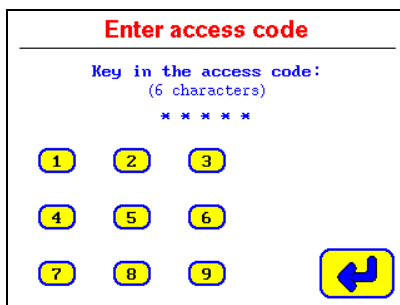 Enter access code
Key in the access code:
(6 characters)
* * * * *
1 2 3
4 5 6
7 8 9